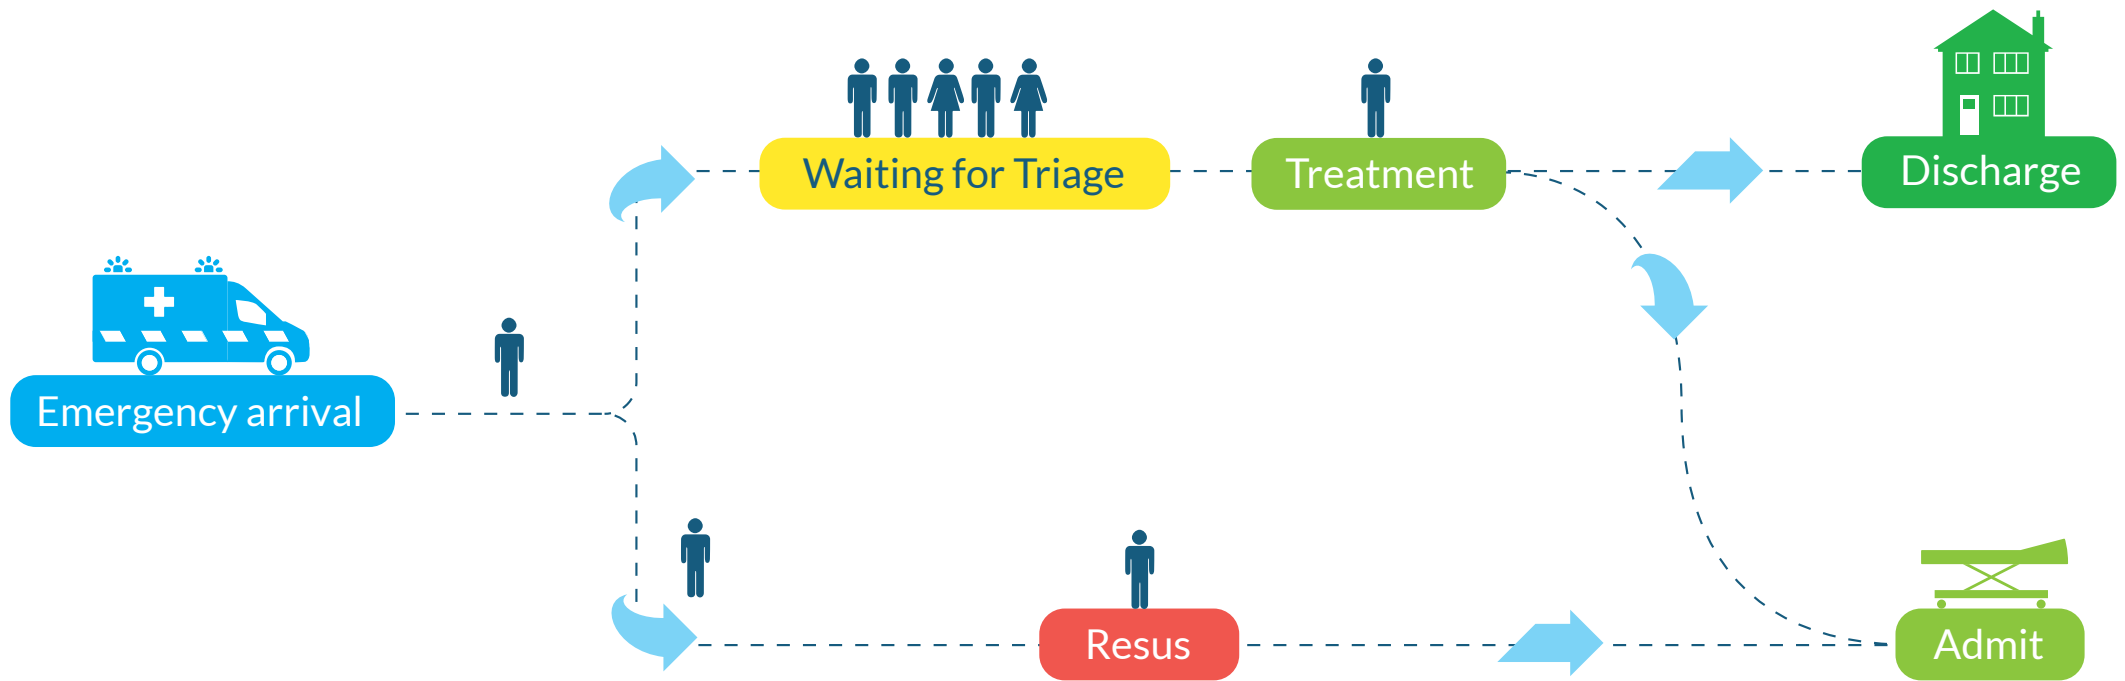 Waiting for Triage
Treatment
Discharge
Emergency arrival
Resus
Admit